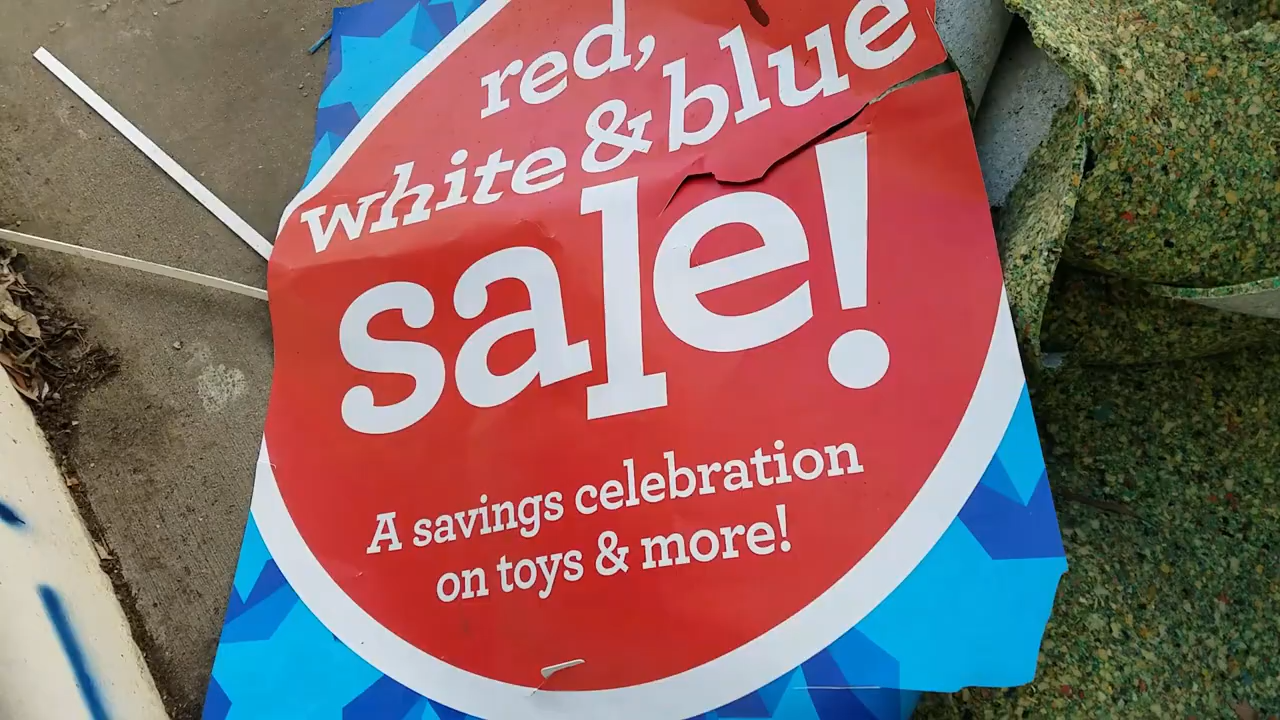 red,
white & blue
sale!
A savings celebration
on toys & more!